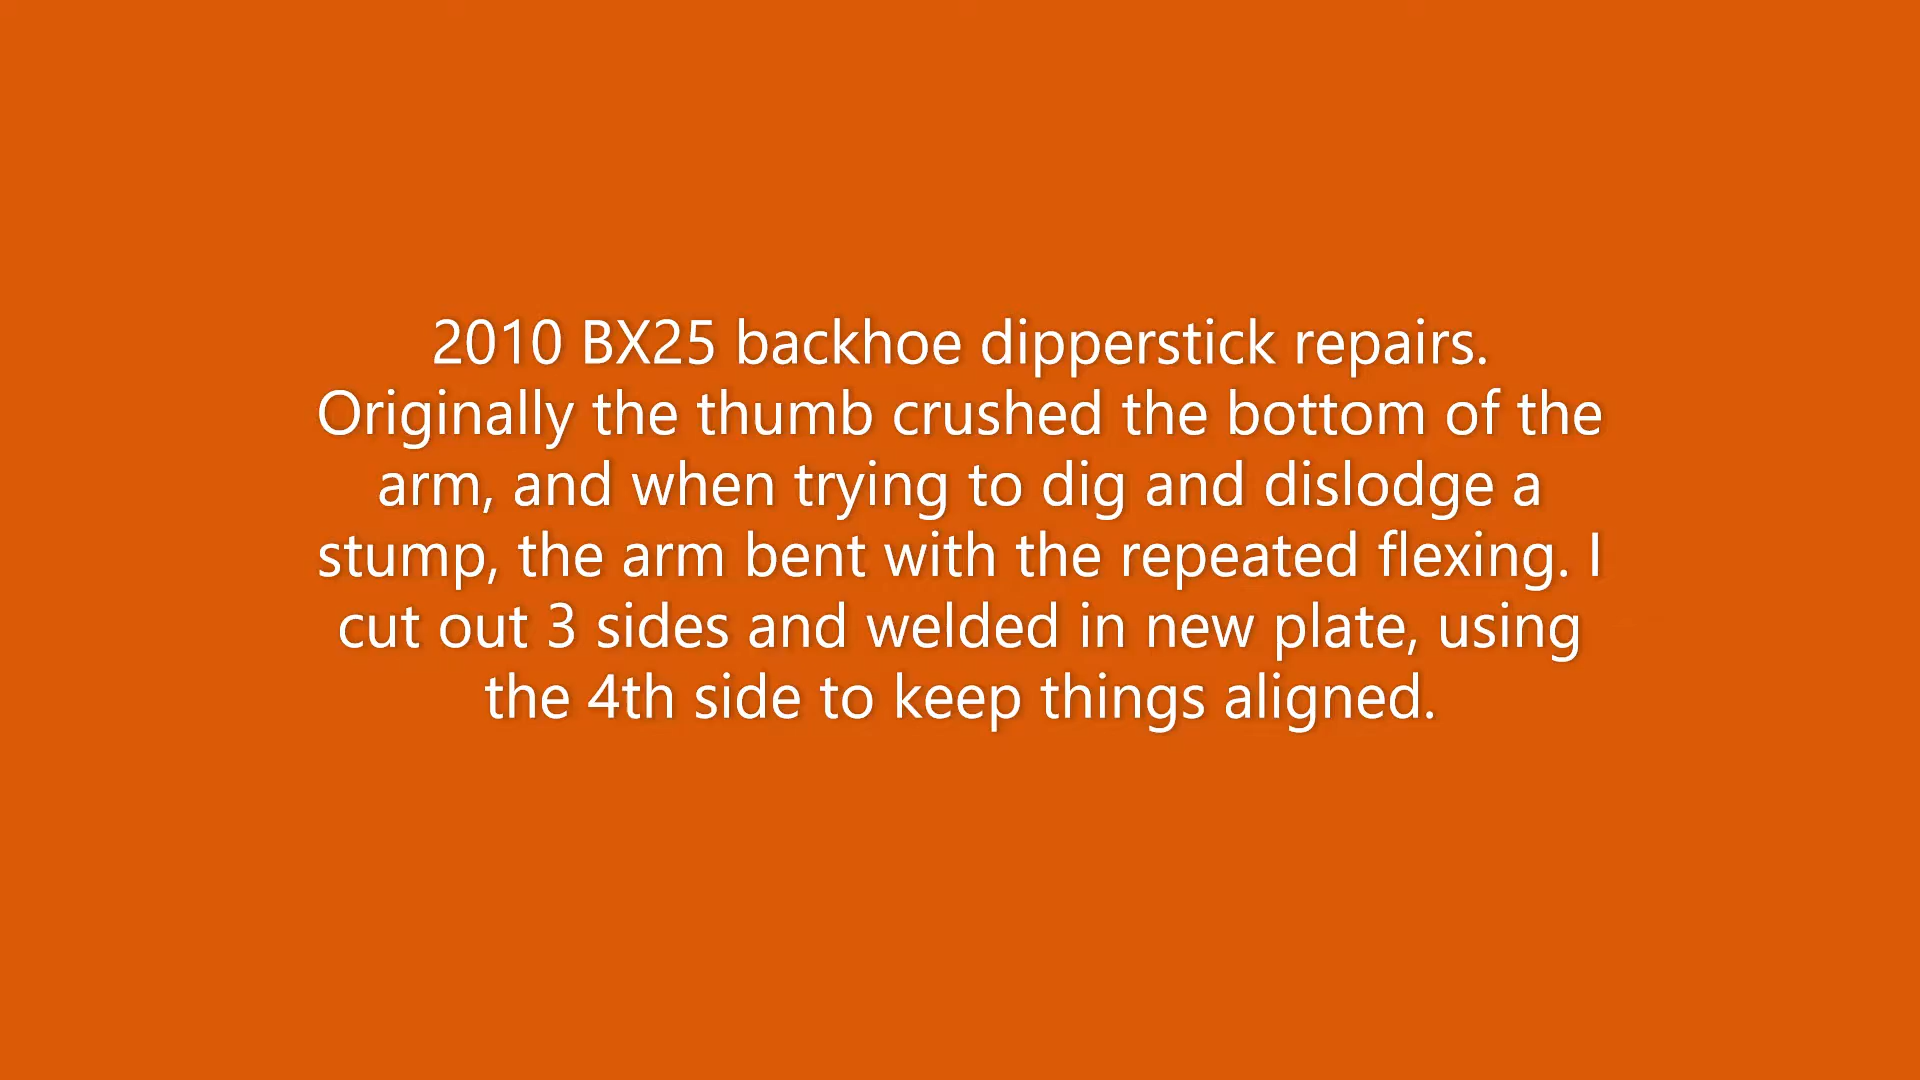 2010 BX25 backhoe dipperstick repairs.
Originally the thumb crushed the bottom of the
arm, and when trying to dig and dislodge a
stump, the arm bent with the repeated flexing. I
cut out 3 sides and welded in new plate, using
the 4th side to keep things aligned.